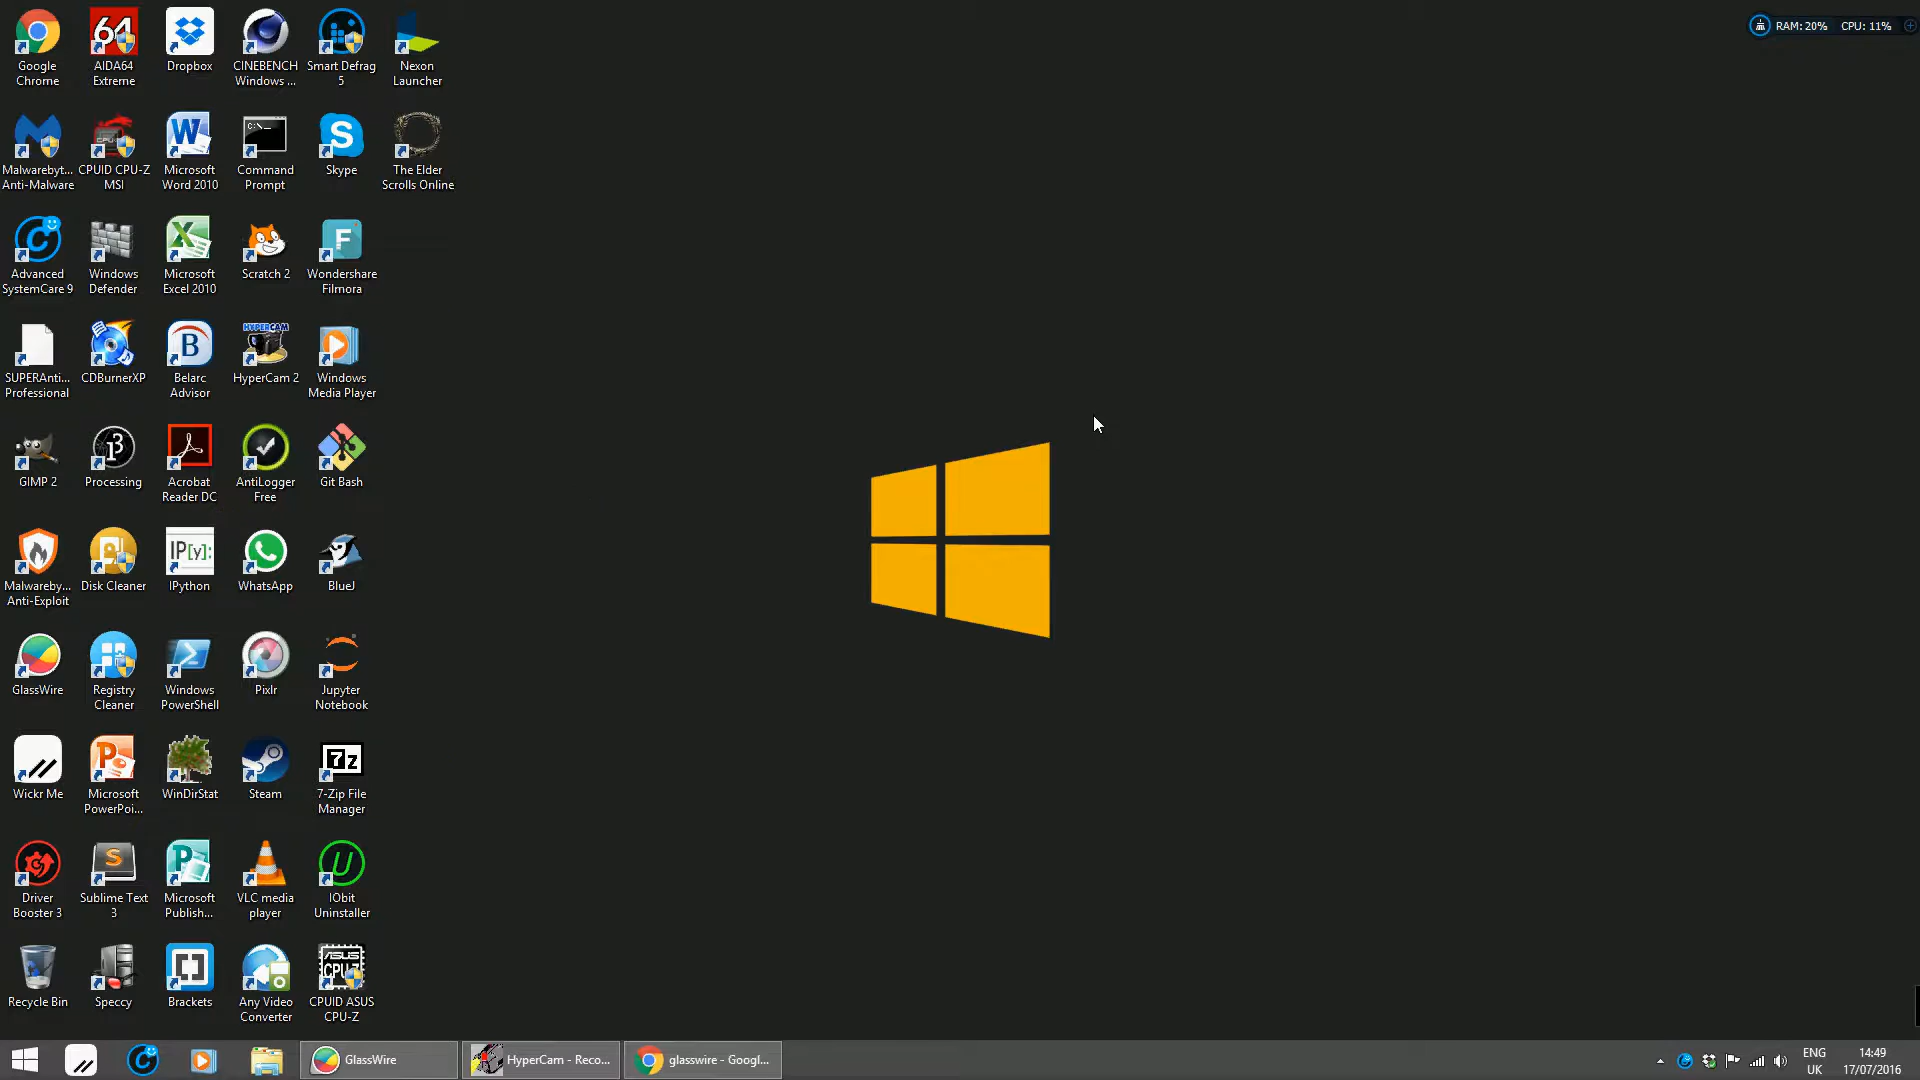 RAM: 20% CPU: 11%
Google
Chrome
64
AIDA64
Extreme
Dropbox
CINEBENCH
Windows ...
Smart Defrag
5
Nexon
Launcher
Malwarebyt...
Anti-Malware
CPUID CPU-Z
MSI
W
Microsoft
Word 2010
C:\._
Command
Prompt
S
Skype
The Elder
Scrolls Online
Advanced
SystemCare 9
Windows
Defender
X
Microsoft
Excel 2010
Scratch 2
F
Wondershare
Filmora
SUPERAnti...
Professional
CDBurnerXP
B
Belarc
Advisor
HYPERCAM
HyperCam 2
Windows
Media Player
GIMP 2
Processing
Acrobat
Reader DC
AntiLogger
Free
Git Bash
Malwareby...
Anti-Exploit
Disk Cleaner
IP[y]:
IPython
WhatsApp
BlueJ
GlassWire
Registry
Cleaner
Windows
PowerShell
Pixlr
Jupyter
Notebook
Wickr Me
P
Microsoft
PowerPoi...
WinDirStat
Steam
7z
7-Zip File
Manager
Driver
Booster 3
S
Sublime Text
3
P
Microsoft
Publish...
VLC media
player
U
IObit
Uninstaller
Recycle Bin
Speccy
Brackets
Any Video
Converter
ASUS
CPU-Z
CPUID ASUS
CPU-Z
GlassWire
HyperCam - Reco...
glasswire - Googl...
ENG
UK
14:49
17/07/2016